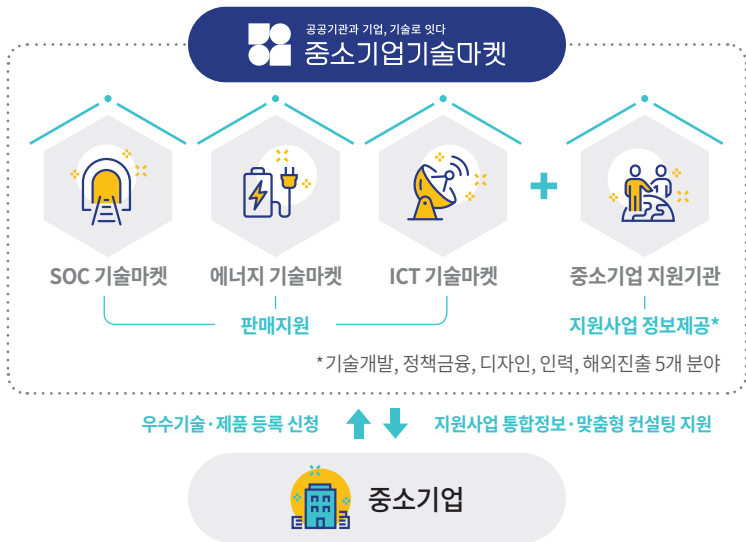 공공기관과 기업, 기술로 잇다
중소기업기술마켓
SOC 기술마켓
에너지 기술마켓
ICT 기술마켓
중소기업 지원기관
판매지원
지원사업 정보제공*
*기술개발, 정책금융, 디자인, 인력, 해외진출 5개 분야
우수기술·제품 등록 신청
지원사업 통합정보·맞춤형 컨설팅 지원
중소기업